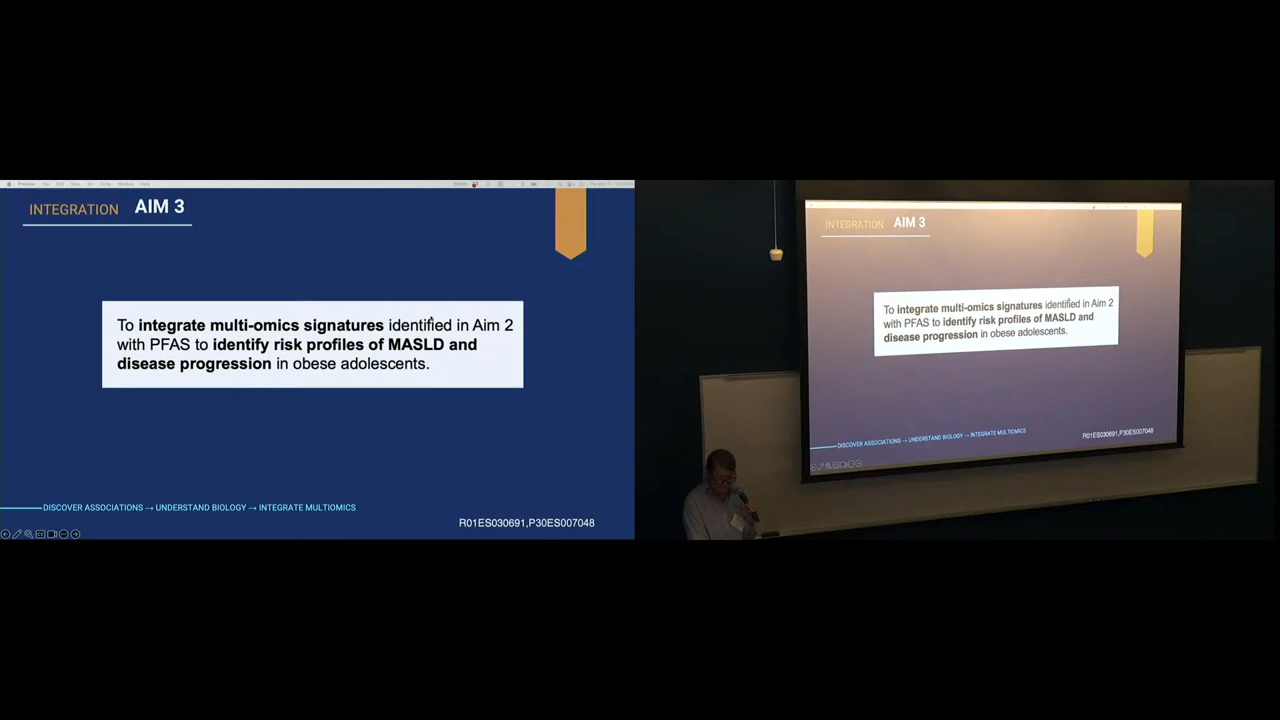 INTEGRATION AIM 3
To integrate multi-omics signatures identified in Aim 2
with PFAS to identify risk profiles of MASLD and
disease progression in obese adolescents.
DISCOVER ASSOCIATIONS → UNDERSTAND BIOLOGY → INTEGRATE MULTIOMICS
R01ES030691,P30ES007048
INTEGRATION AIM 3
To integrate multi-omics signatures identified in Aim 2
with PFAS to identify risk profiles of MASLD and
disease progression in obese adolescents.
DISCOVER ASSOCIATIONS → UNDERSTAND BIOLOGY → INTEGRATE MULTIOMICS
R01ES030691,P30ES007048